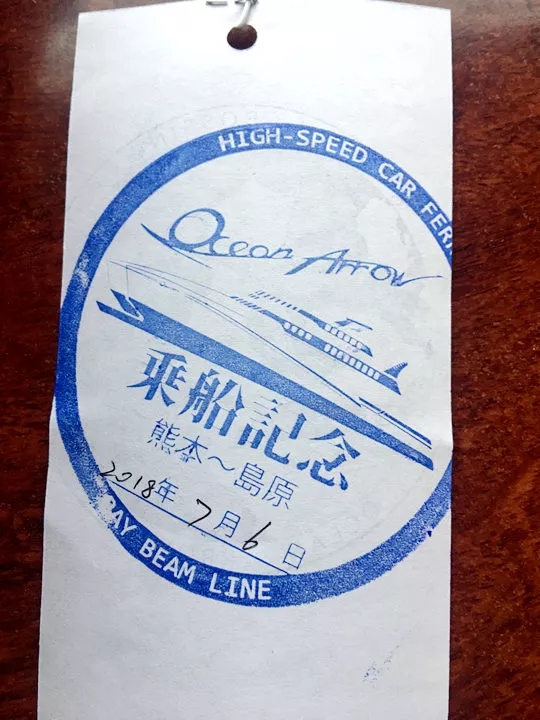 HIGH-SPEED CAR FERR
Ocean Arrow
乗船記念
熊本～島原
2018年 7月6日
RAY BEAM LINE